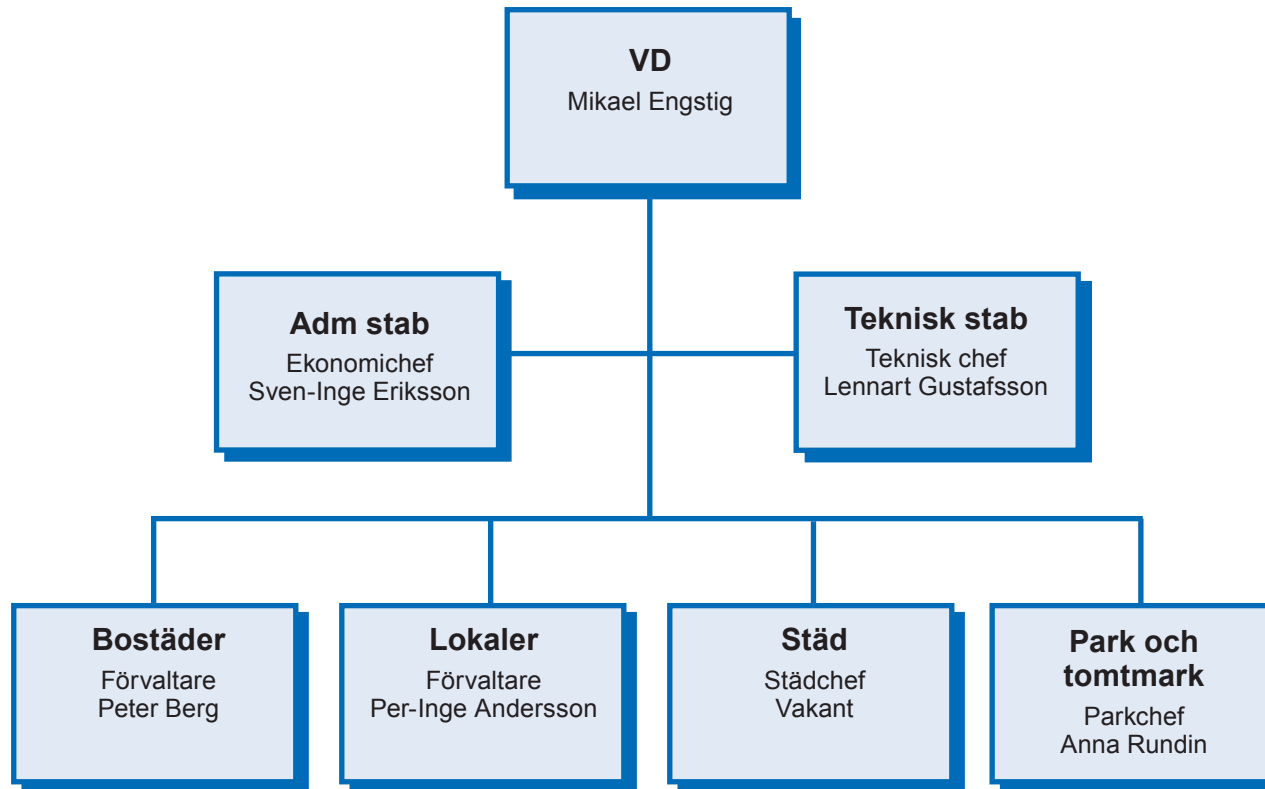 VD
Mikael Engstig
Adm stab
Ekonomichef
Sven-Inge Eriksson
Teknisk stab
Teknisk chef
Lennart Gustafsson
Bostäder
Förvaltare
Peter Berg
Lokaler
Förvaltare
Per-Inge Andersson
Städ
Städchef
Vakant
Park och
tomtmark
Parkchef
Anna Rundin